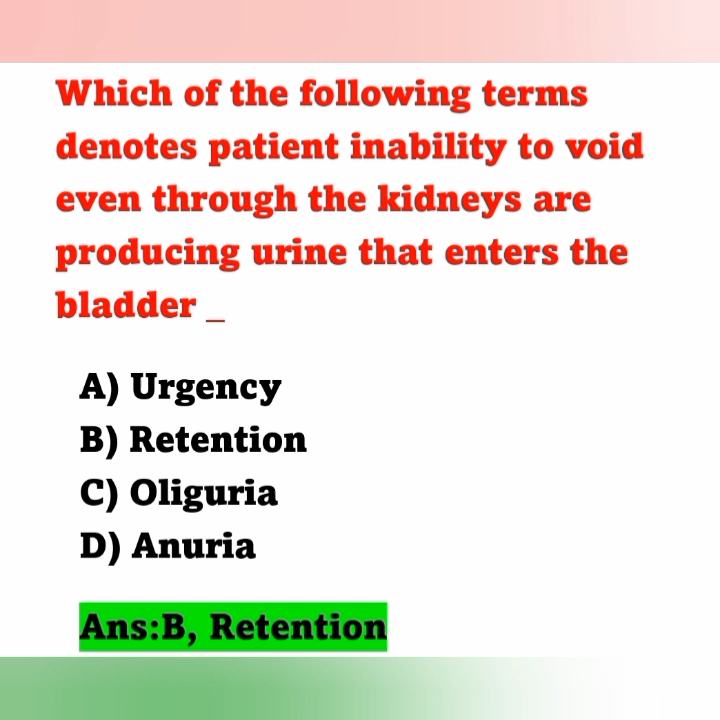 Which of the following terms
denotes patient inability to void
even through the kidneys are
producing urine that enters the
bladder _
A) Urgency
B) Retention
C) Oliguria
D) Anuria
Ans:B, Retention